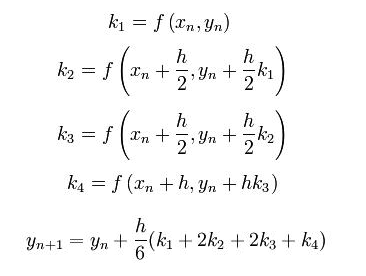 k₁ = f (xₙ, yₙ)
k₂ = f (xₙ + h/2, yₙ + h/2 k₁)
k₃ = f (xₙ + h/2, yₙ + h/2 k₂)
k₄ = f (xₙ + h, yₙ + hk₃)
yₙ₊₁ = yₙ + h/6 (k₁ + 2k₂ + 2k₃ + k₄)